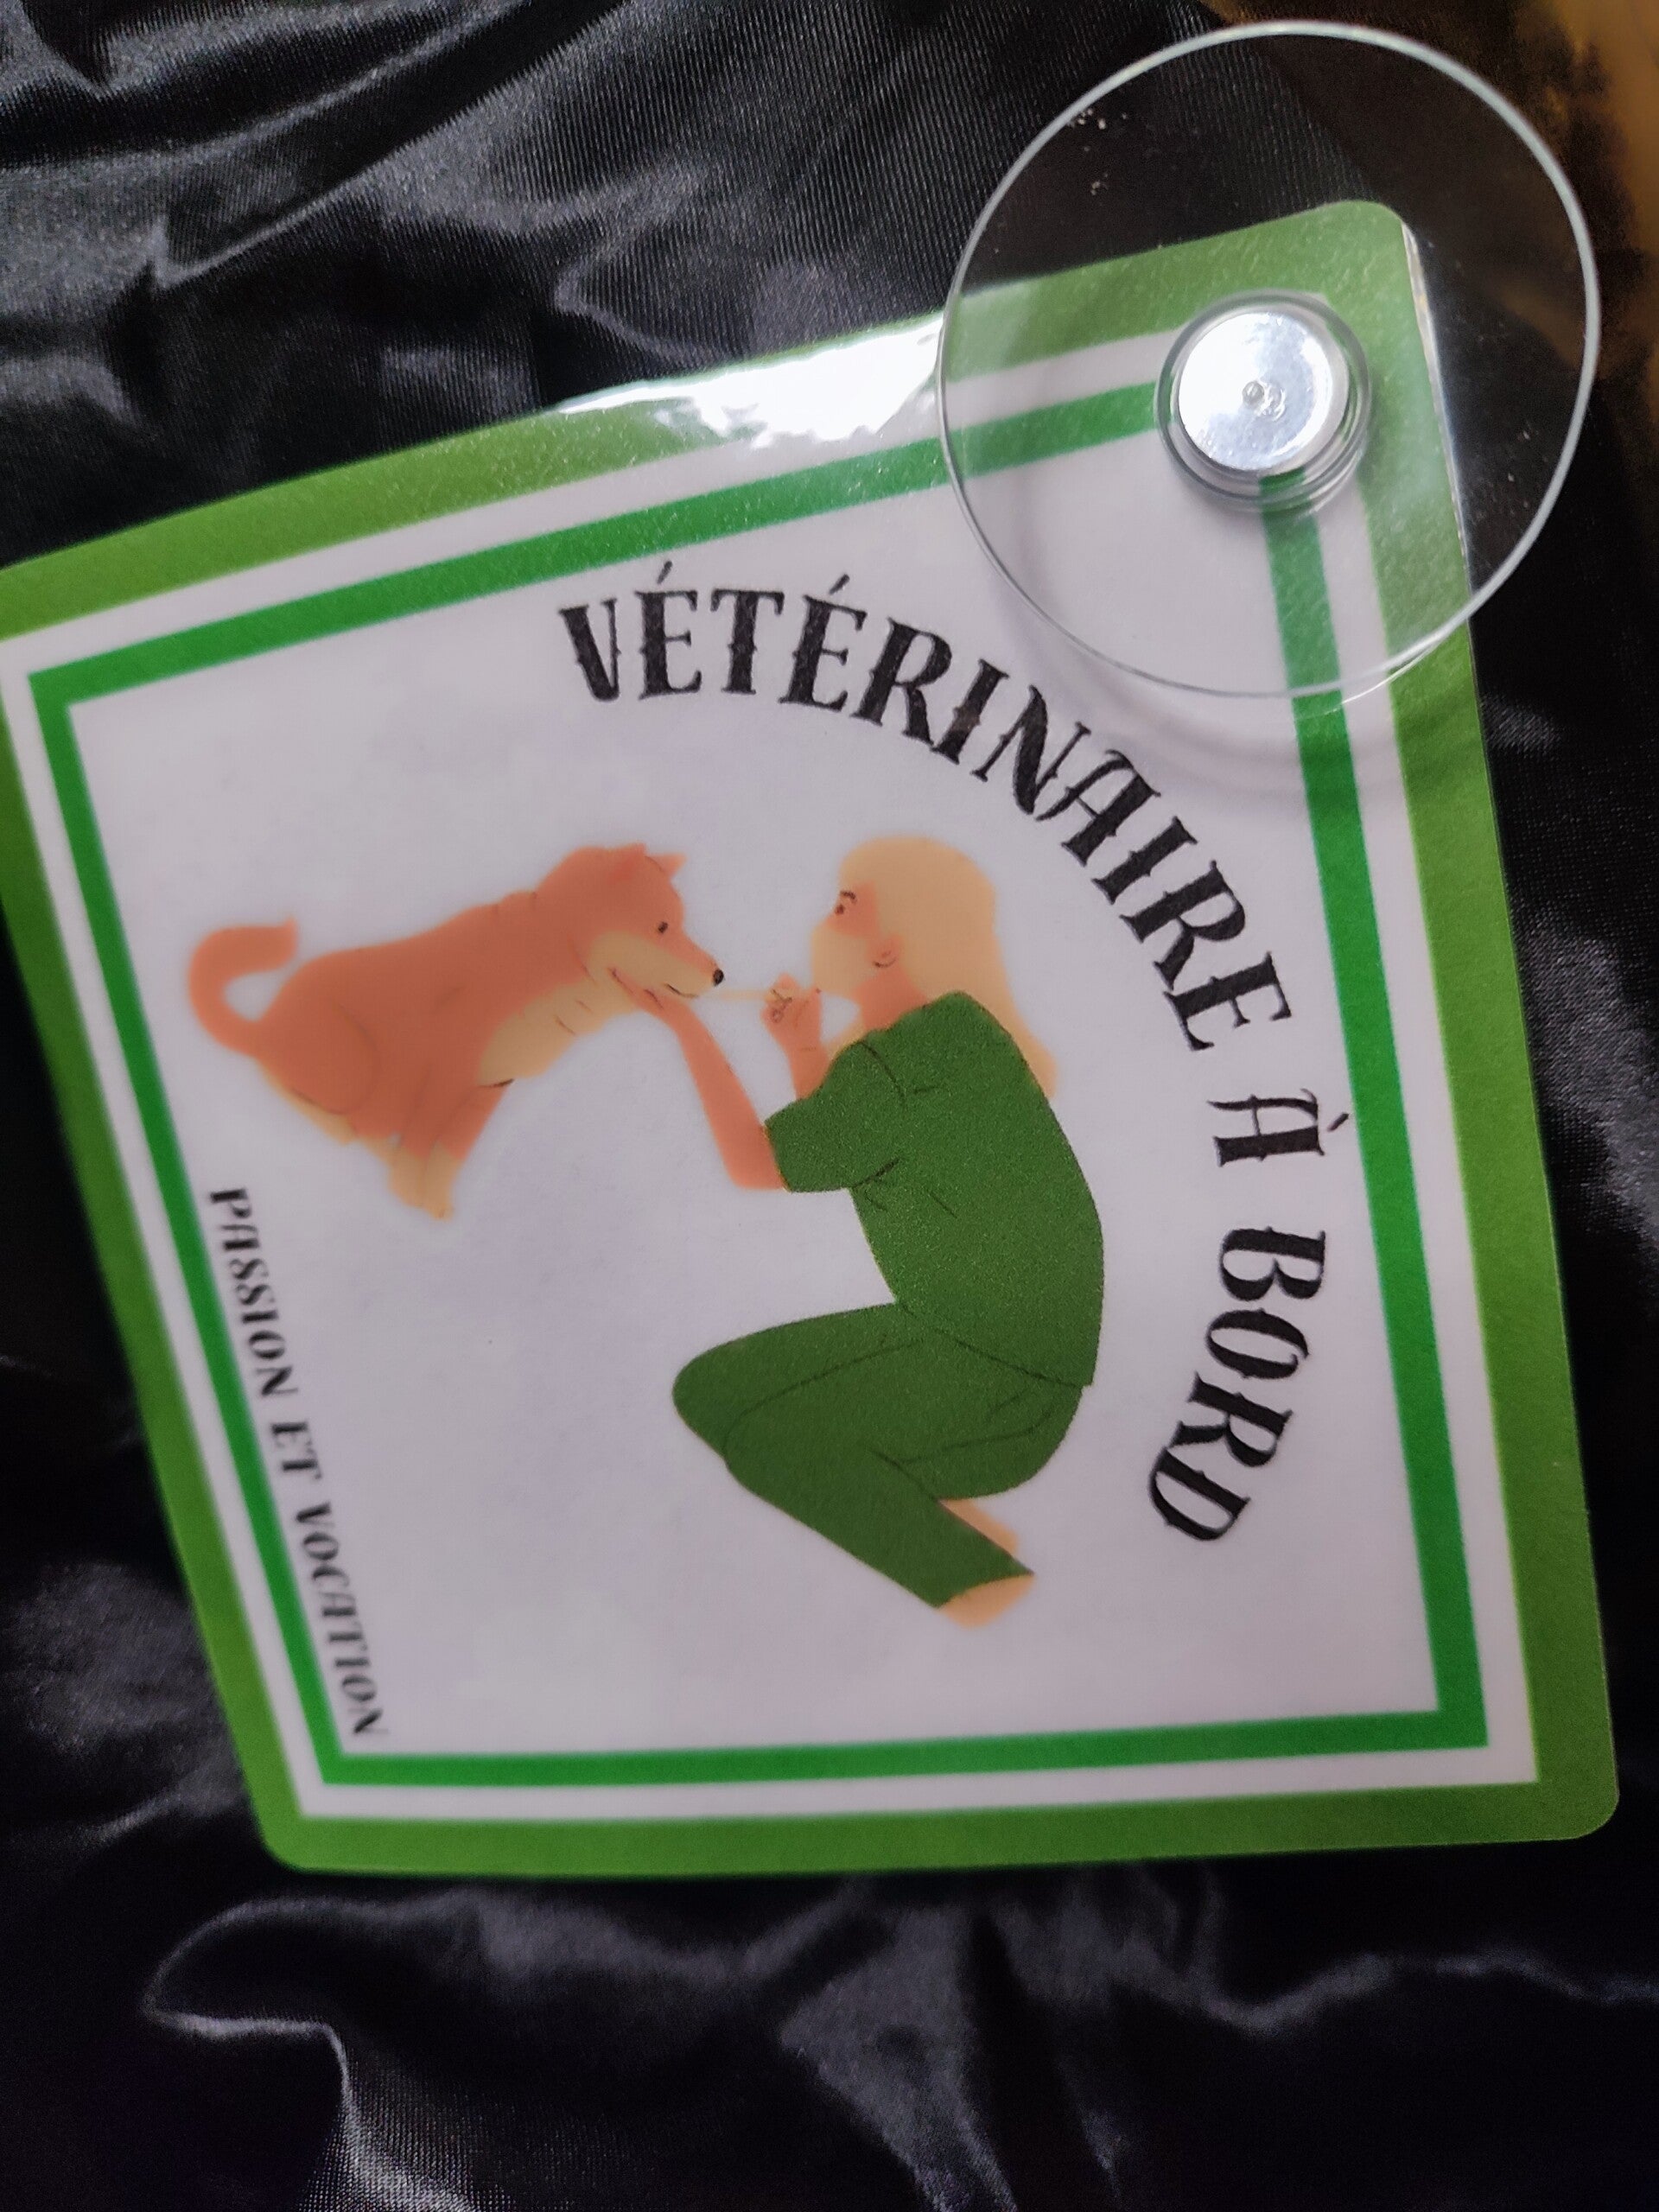 VÉTÉRINAIRE À BORD
PASSION ET VOCATION